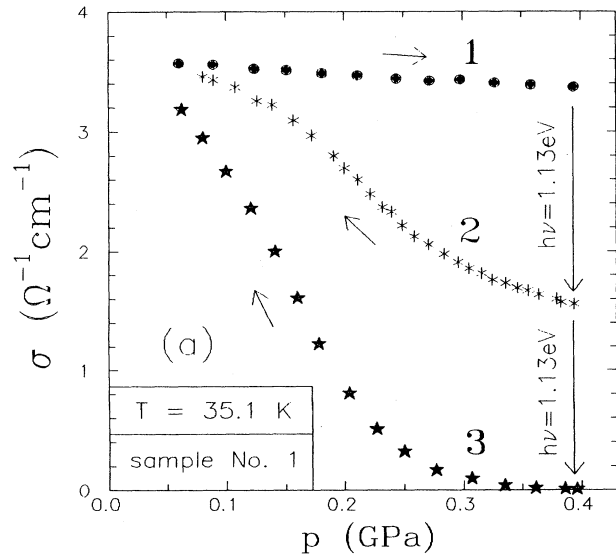 4
3
2
1
0
0.0
0.1
0.2
0.3
0.4
σ (Ω⁻¹cm⁻¹)
p (GPa)
1
2
3
hν=1.13eV
hν=1.13eV
(a)
T = 35.1 K
sample No. 1